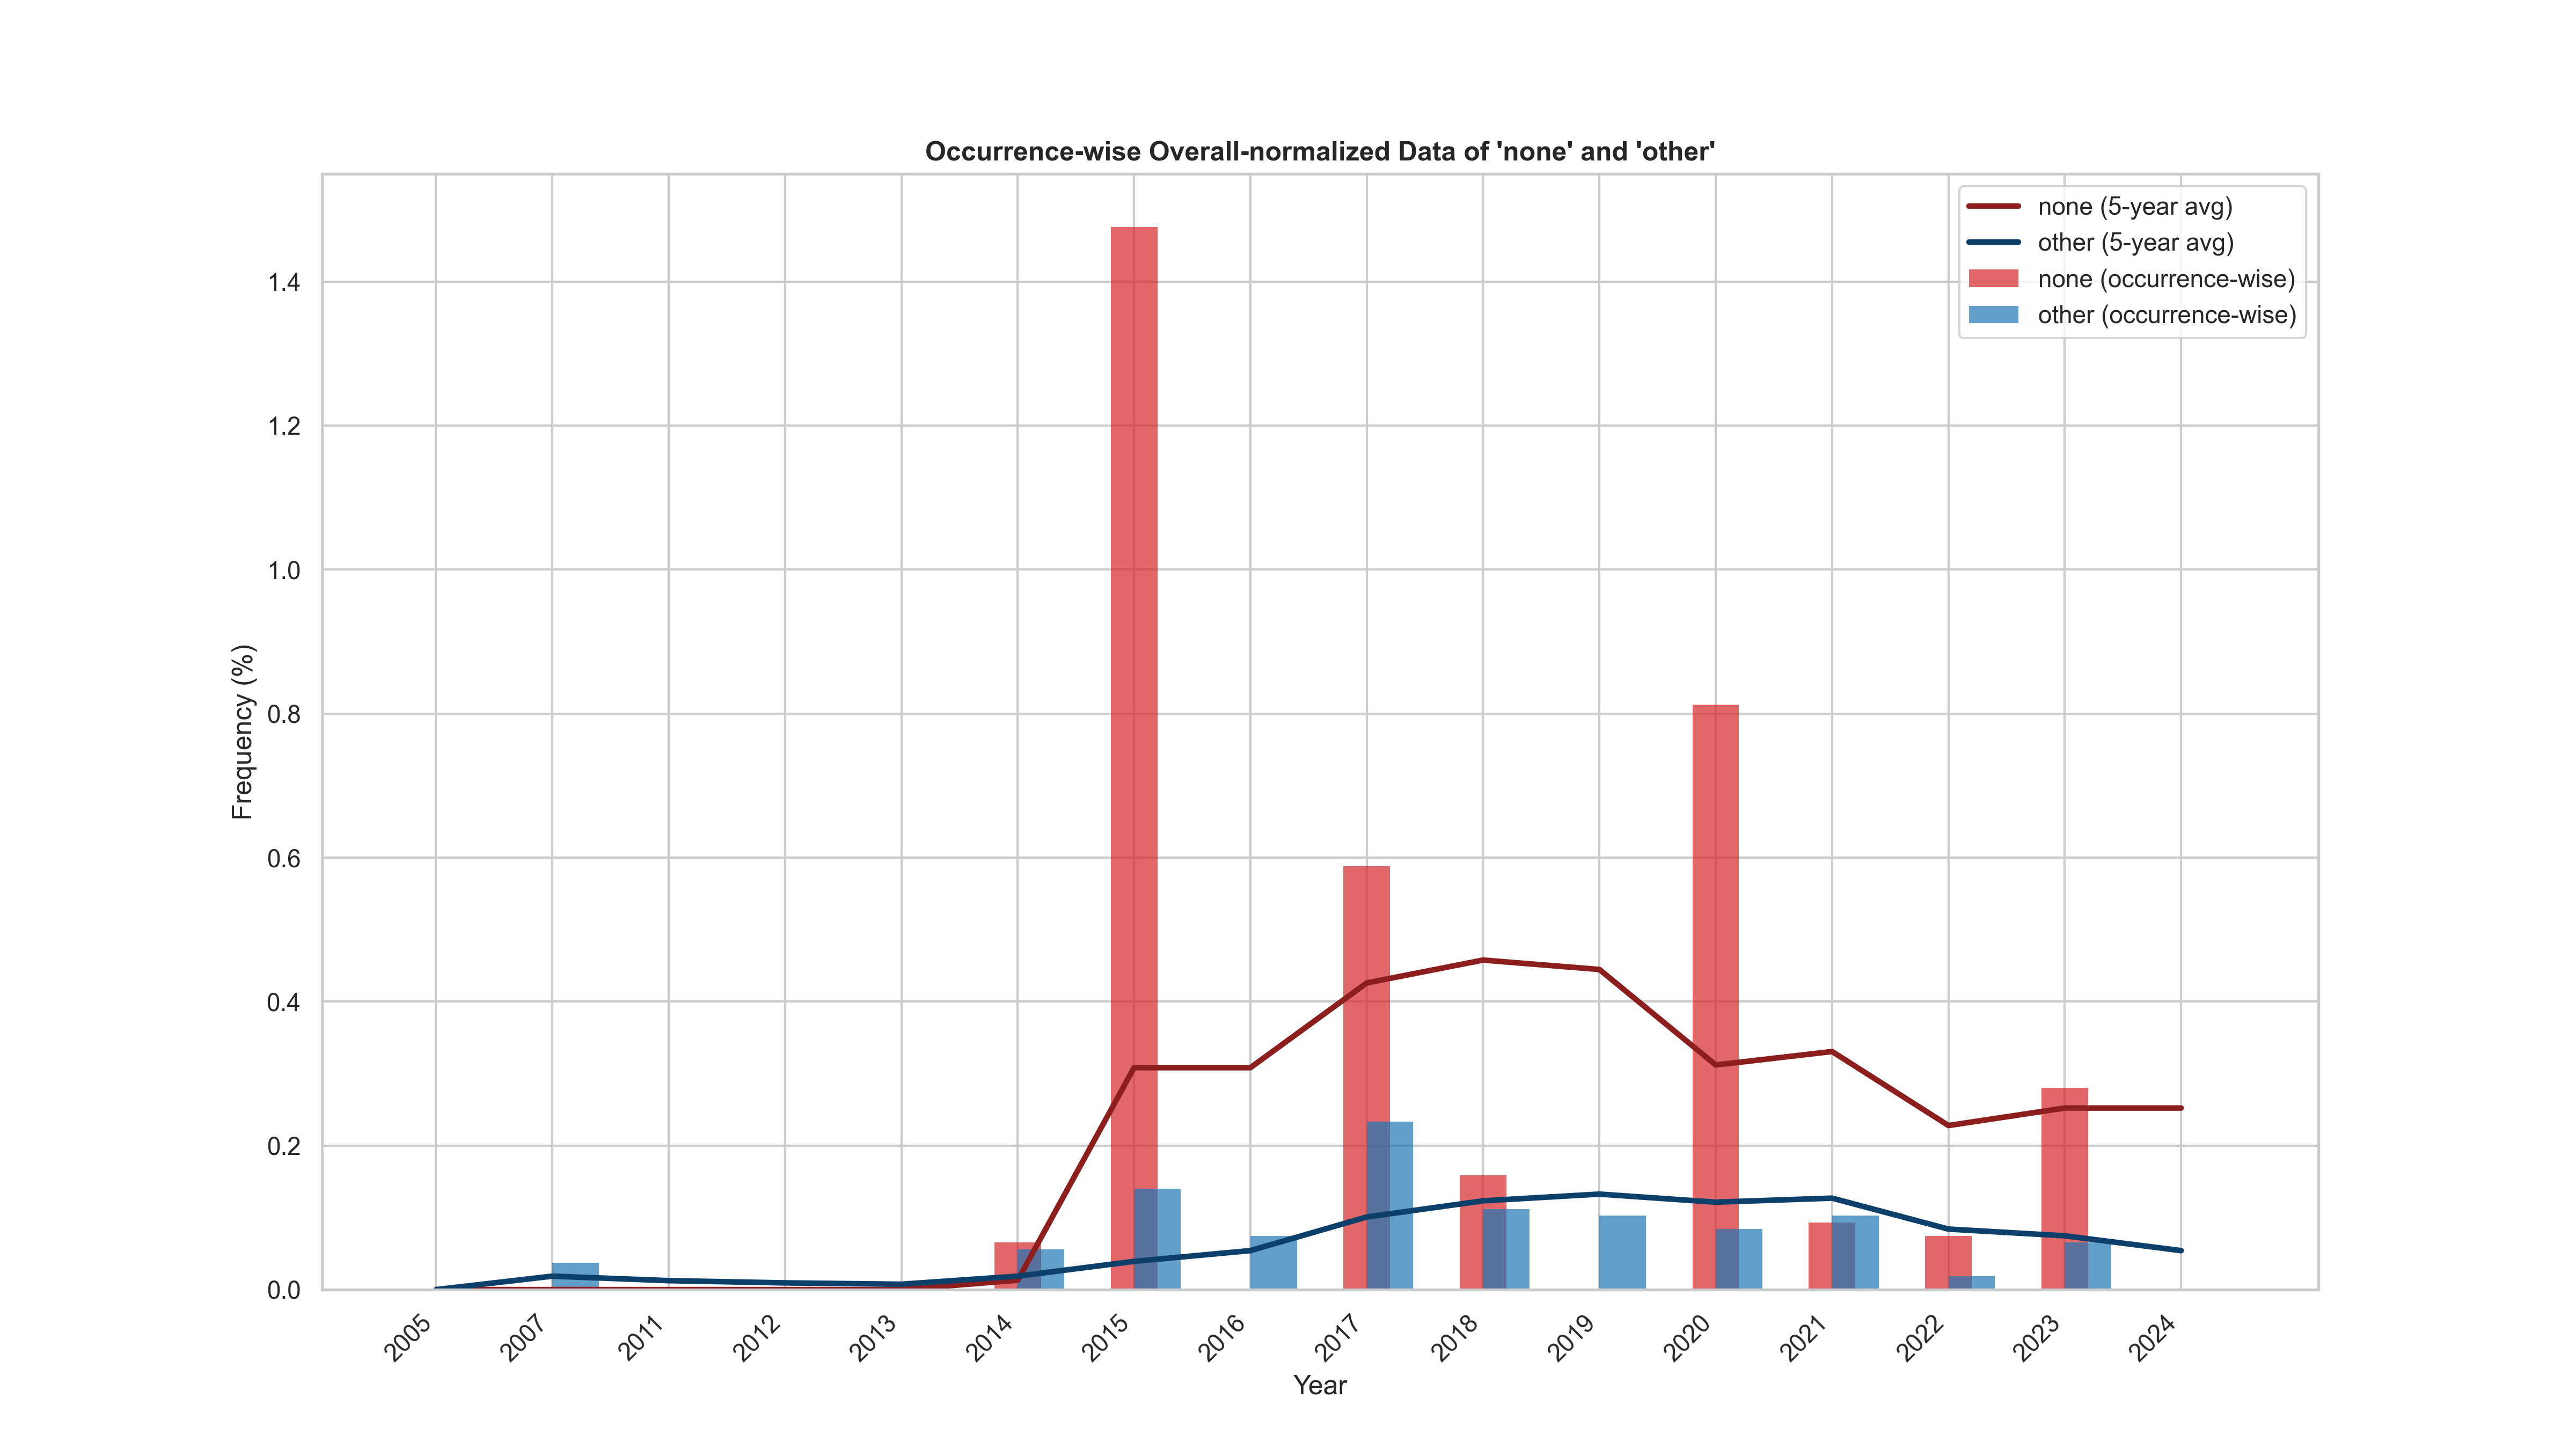 Occurrence-wise Overall-normalized Data of 'none' and 'other'
none (5-year avg)
other (5-year avg)
none (occurrence-wise)
other (occurrence-wise)
Frequency (%)
1.4
1.2
1.0
0.8
0.6
0.4
0.2
0.0
2005 2007 2011 2012 2013 2014 2015 2016 2017 2018 2019 2020 2021 2022 2023 2024
Year